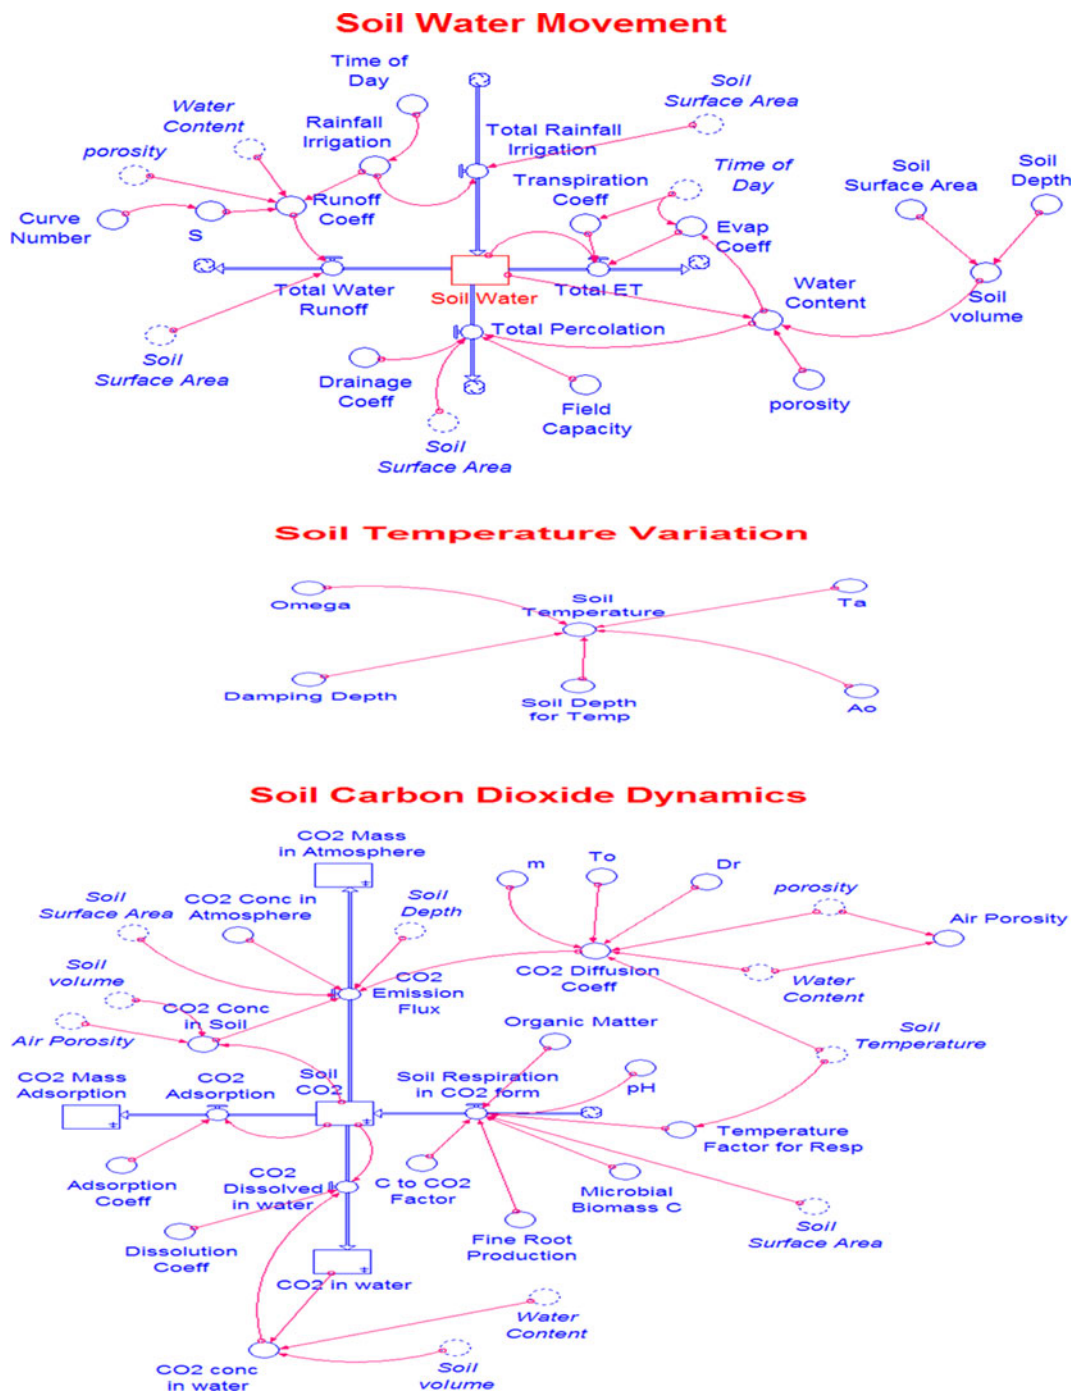 Soil Water Movement
Time of
Day
Soil
Surface Area
Water
Content
Rainfall
Irrigation
Total Rainfall
Irrigation
porosity
Transpiration
Coeff
Time of
Day
Soil
Surface Area
Soil
Depth
Curve
Number
S
Runoff
Coeff
Evap
Coeff
Total Water
Runoff
Soil Water
Total ET
Water
Content
Soil
volume
Total Percolation
Soil
Surface Area
Drainage
Coeff
Field
Capacity
porosity
Soil
Surface Area
Soil Temperature Variation
Omega
Soil
Temperature
Ta
Damping Depth
Soil Depth
for Temp
Ao
Soil Carbon Dioxide Dynamics
CO2 Mass
in Atmosphere
m
To
Dr
Soil
Surface Area
CO2 Conc in
Atmosphere
Soil
Depth
porosity
Air Porosity
Soil
volume
CO2
Emission
Flux
CO2 Diffusion
Coeff
Water
Content
Air Porosity
CO2 Conc
in Soil
Organic Matter
Soil
Temperature
CO2 Mass
Adsorption
CO2
Adsorption
Soil
CO2
Soil Respiration
in CO2 form
pH
Temperature
Factor for Resp
Adsorption
Coeff
CO2
Dissolved
in water
C to CO2
Factor
Microbial
Biomass C
Soil
Surface Area
Dissolution
Coeff
Fine Root
Production
CO2 in water
Water
Content
CO2 conc
in water
Soil
volume